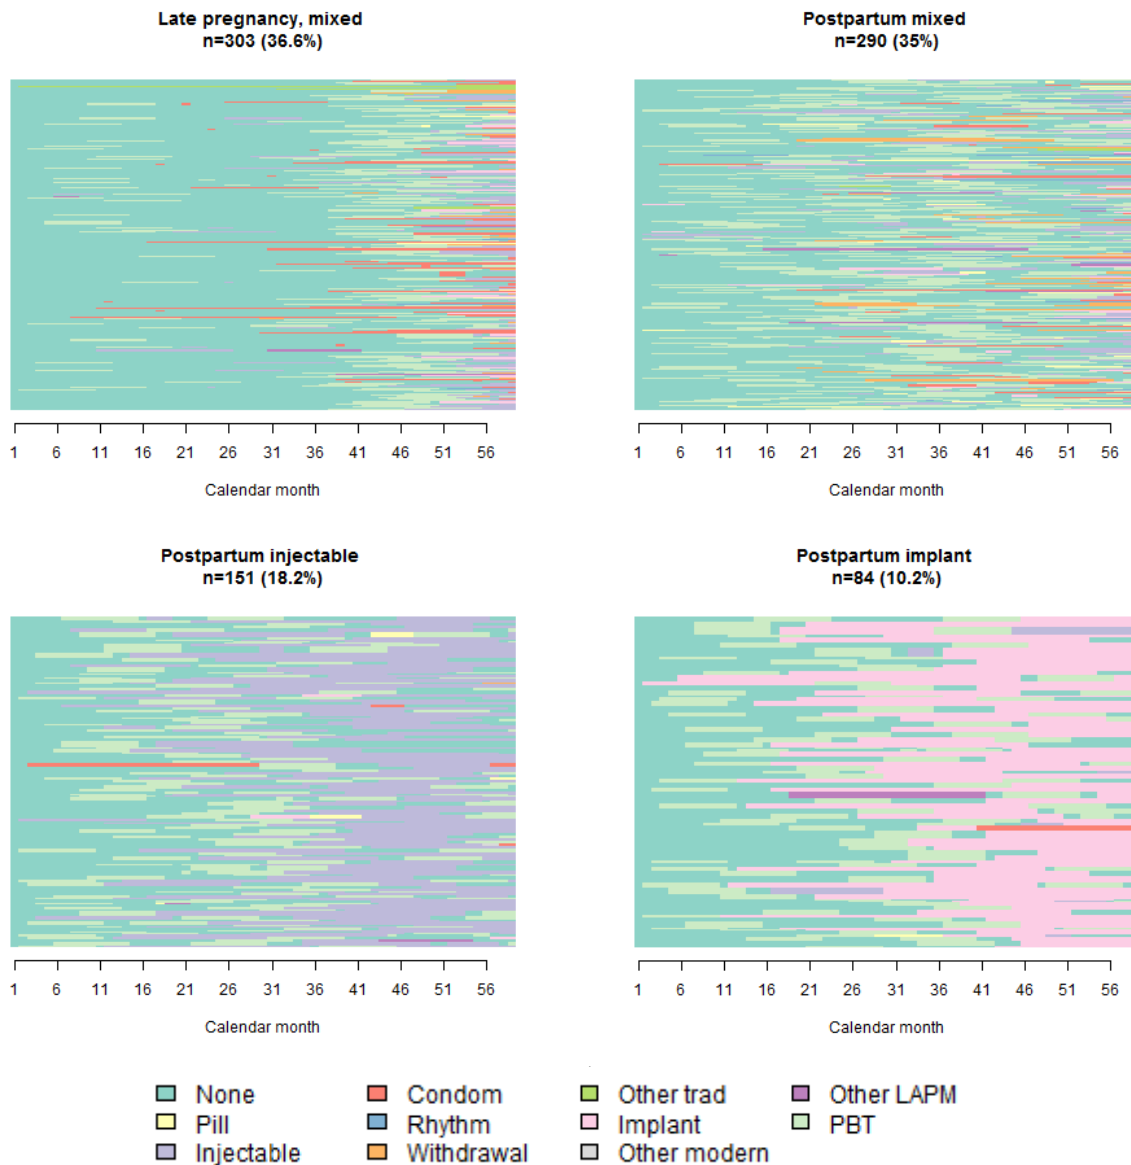 Late pregnancy, mixed
n=303 (36.6%)
Postpartum mixed
n=290 (35%)
1 6 11 16 21 26 31 36 41 46 51 56
Calendar month
1 6 11 16 21 26 31 36 41 46 51 56
Calendar month
Postpartum injectable
n=151 (18.2%)
Postpartum implant
n=84 (10.2%)
1 6 11 16 21 26 31 36 41 46 51 56
Calendar month
1 6 11 16 21 26 31 36 41 46 51 56
Calendar month
None
Condom
Other trad
Other LAPM
Pill
Rhythm
Implant
PBT
Injectable
Withdrawal
Other modern